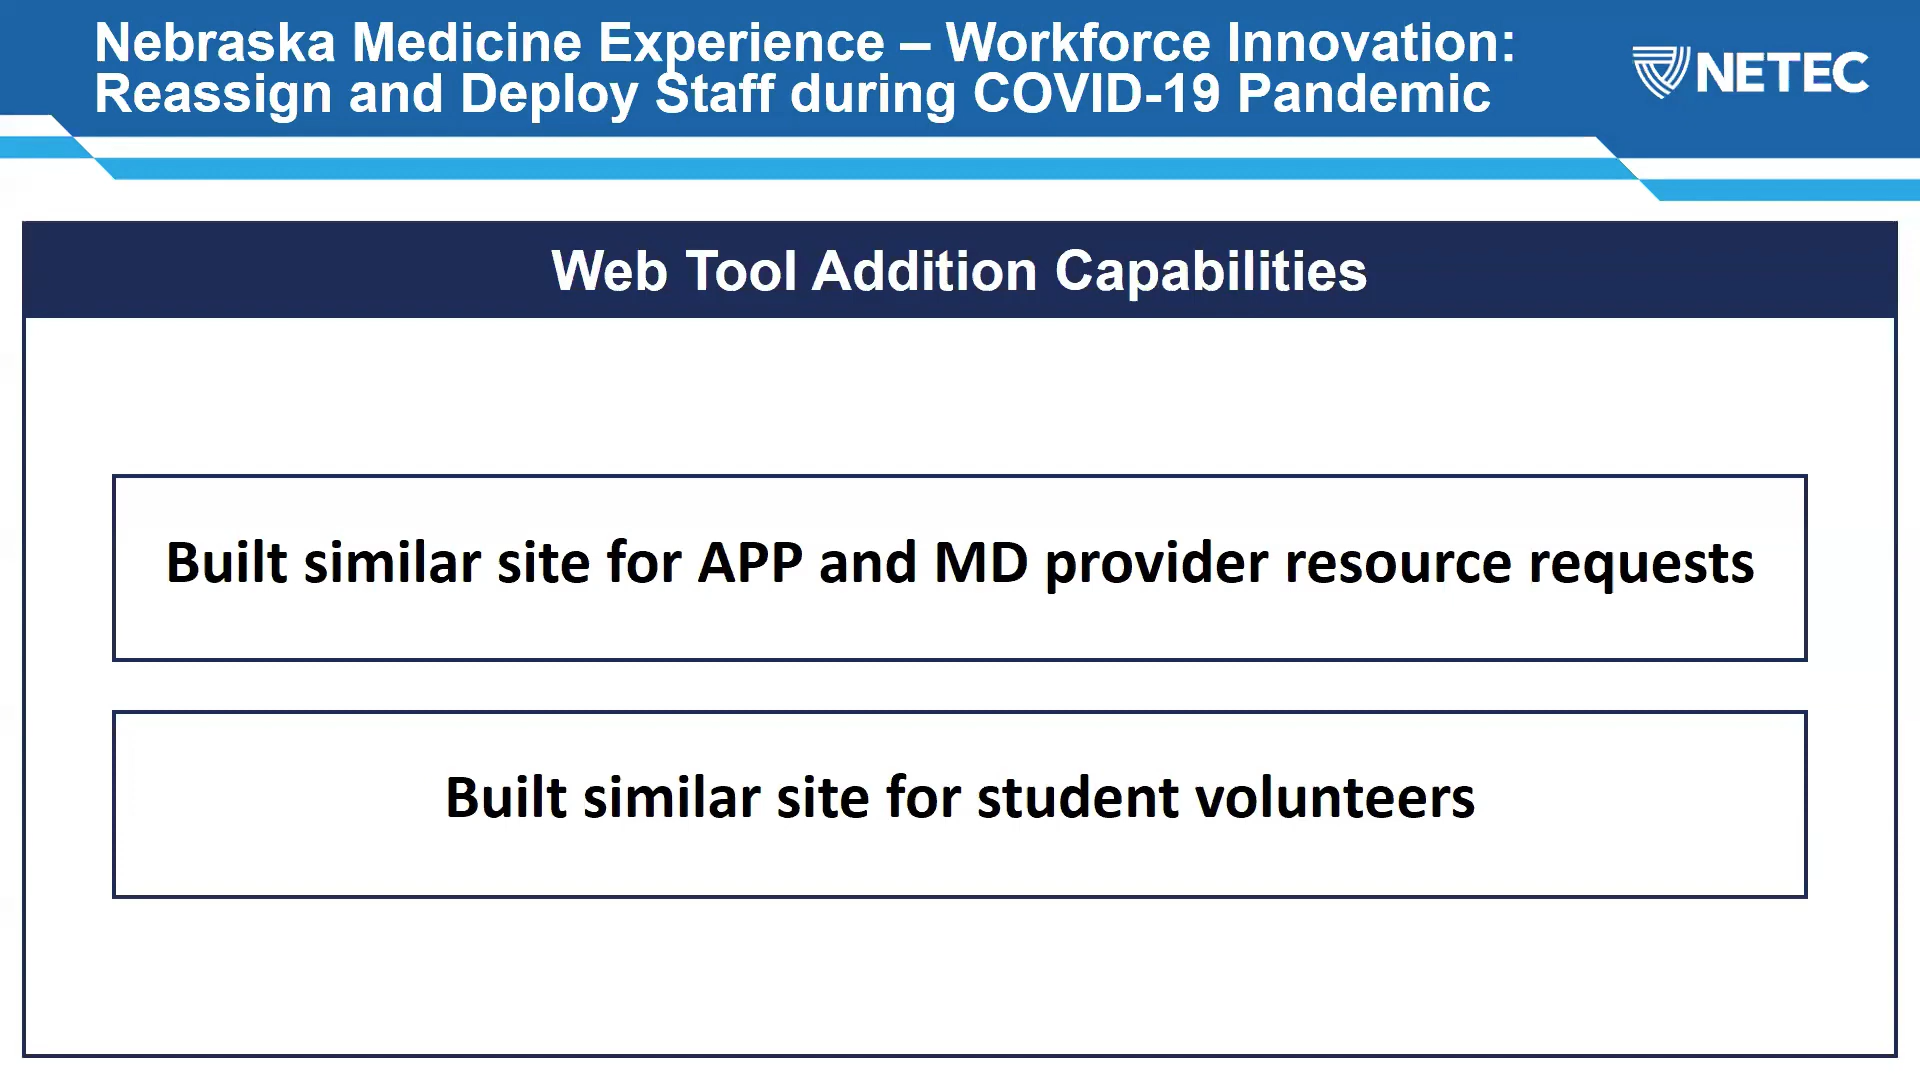 Nebraska Medicine Experience – Workforce Innovation:
Reassign and Deploy Staff during COVID-19 Pandemic
NETEC
Web Tool Addition Capabilities
Built similar site for APP and MD provider resource requests
Built similar site for student volunteers